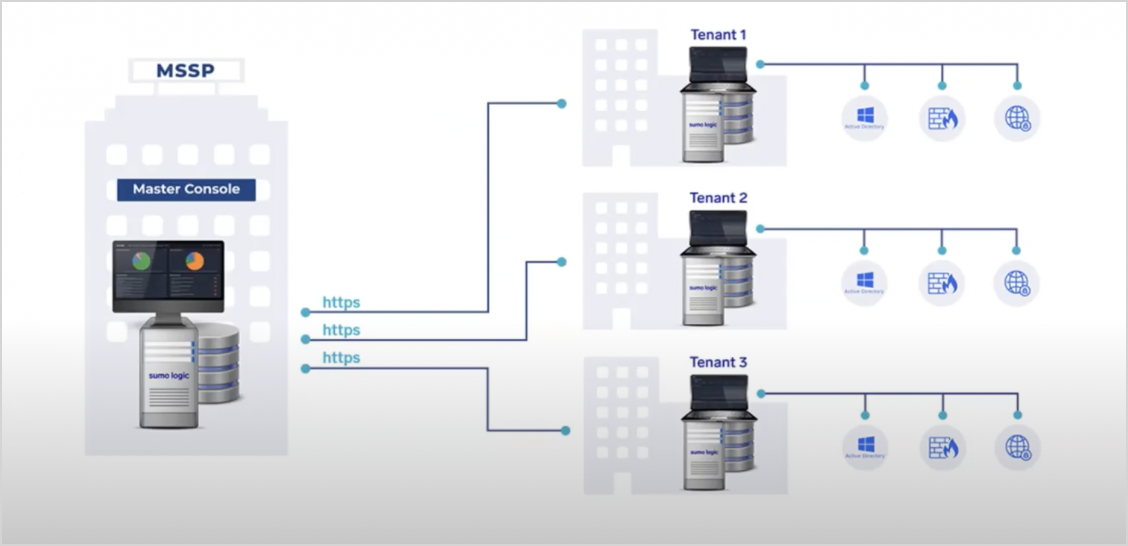 MSSP
Master Console
sumo logic
https
https
https
Tenant 1
sumo logic
Active Directory
Tenant 2
sumo logic
Active Directory
Tenant 3
sumo logic
Active Directory